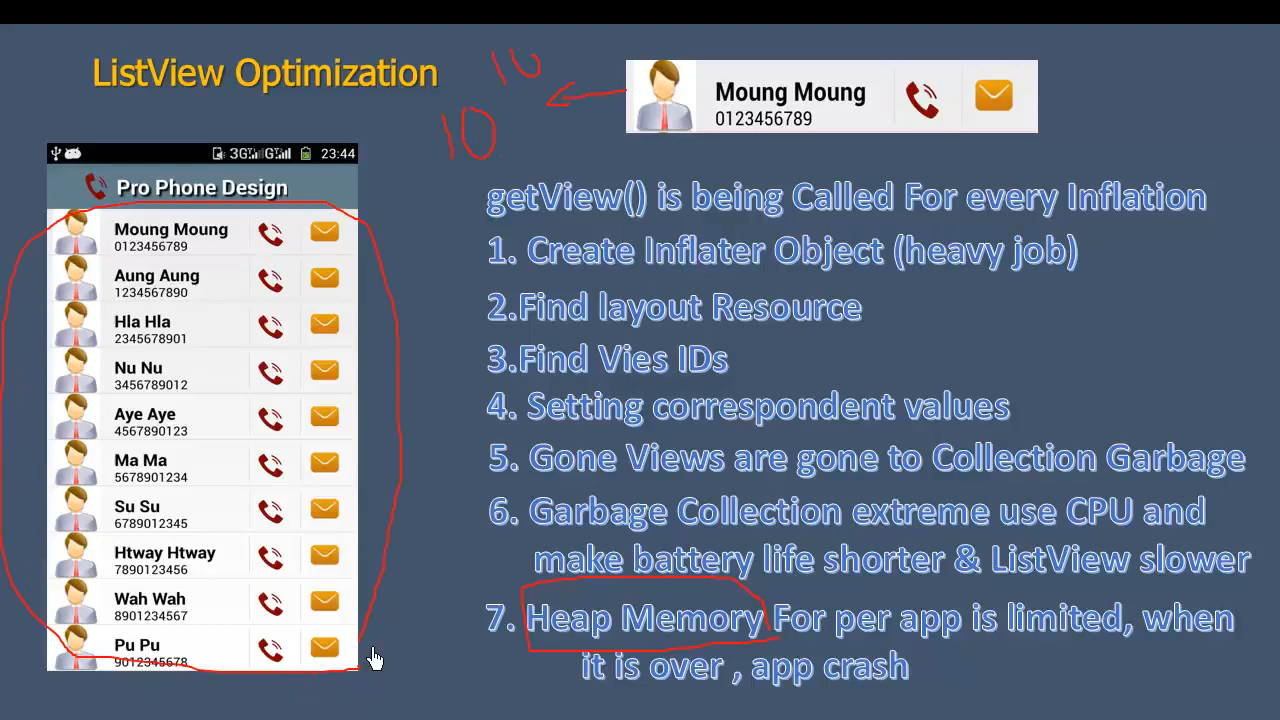 ListView Optimization
10
10
Moung Moung
0123456789
3G G 23:44
Pro Phone Design
Moung Moung
0123456789
Aung Aung
1234567890
Hla Hla
2345678901
Nu Nu
3456789012
Aye Aye
4567890123
Ma Ma
5678901234
Su Su
6789012345
Htway Htway
7890123456
Wah Wah
8901234567
Pu Pu
9012345678
getView() is being Called For every Inflation
1. Create Inflater Object (heavy job)
2.Find layout Resource
3.Find Vies IDs
4. Setting correspondent values
5. Gone Views are gone to Collection Garbage
6. Garbage Collection extreme use CPU and
make battery life shorter & ListView slower
7. Heap Memory For per app is limited, when
it is over , app crash